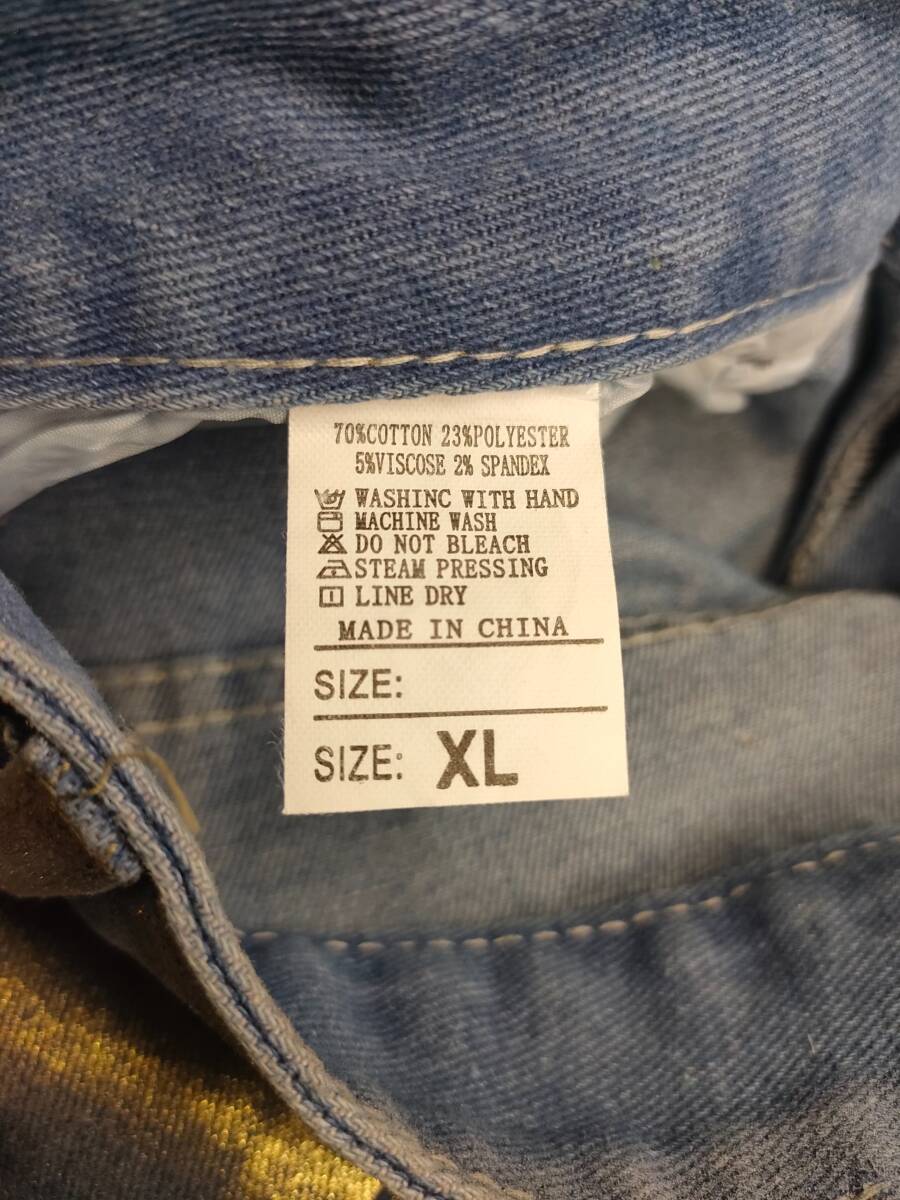 70%COTTON 23%POLYESTER
5%VISCOSE 2% SPANDEX
WASHINC WITH HAND
MACHINE WASH
DO NOT BLEACH
STEAM PRESSING
LINE DRY
MADE IN CHINA
SIZE:
SIZE: XL